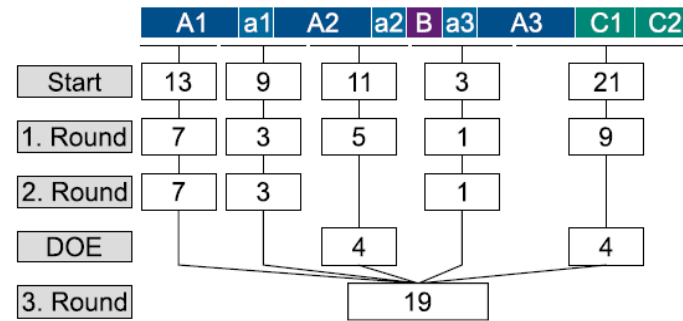 A1 a1 A2 a2 B a3 A3 C1 C2
Start 13 9 11 3 21
1. Round 7 3 5 1 9
2. Round 7 3 1
DOE 4 4
3. Round 19